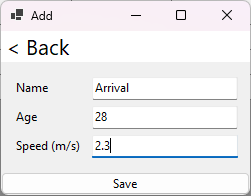 Add
< Back
Name Arrival
Age 28
Speed (m/s) 2.3
Save